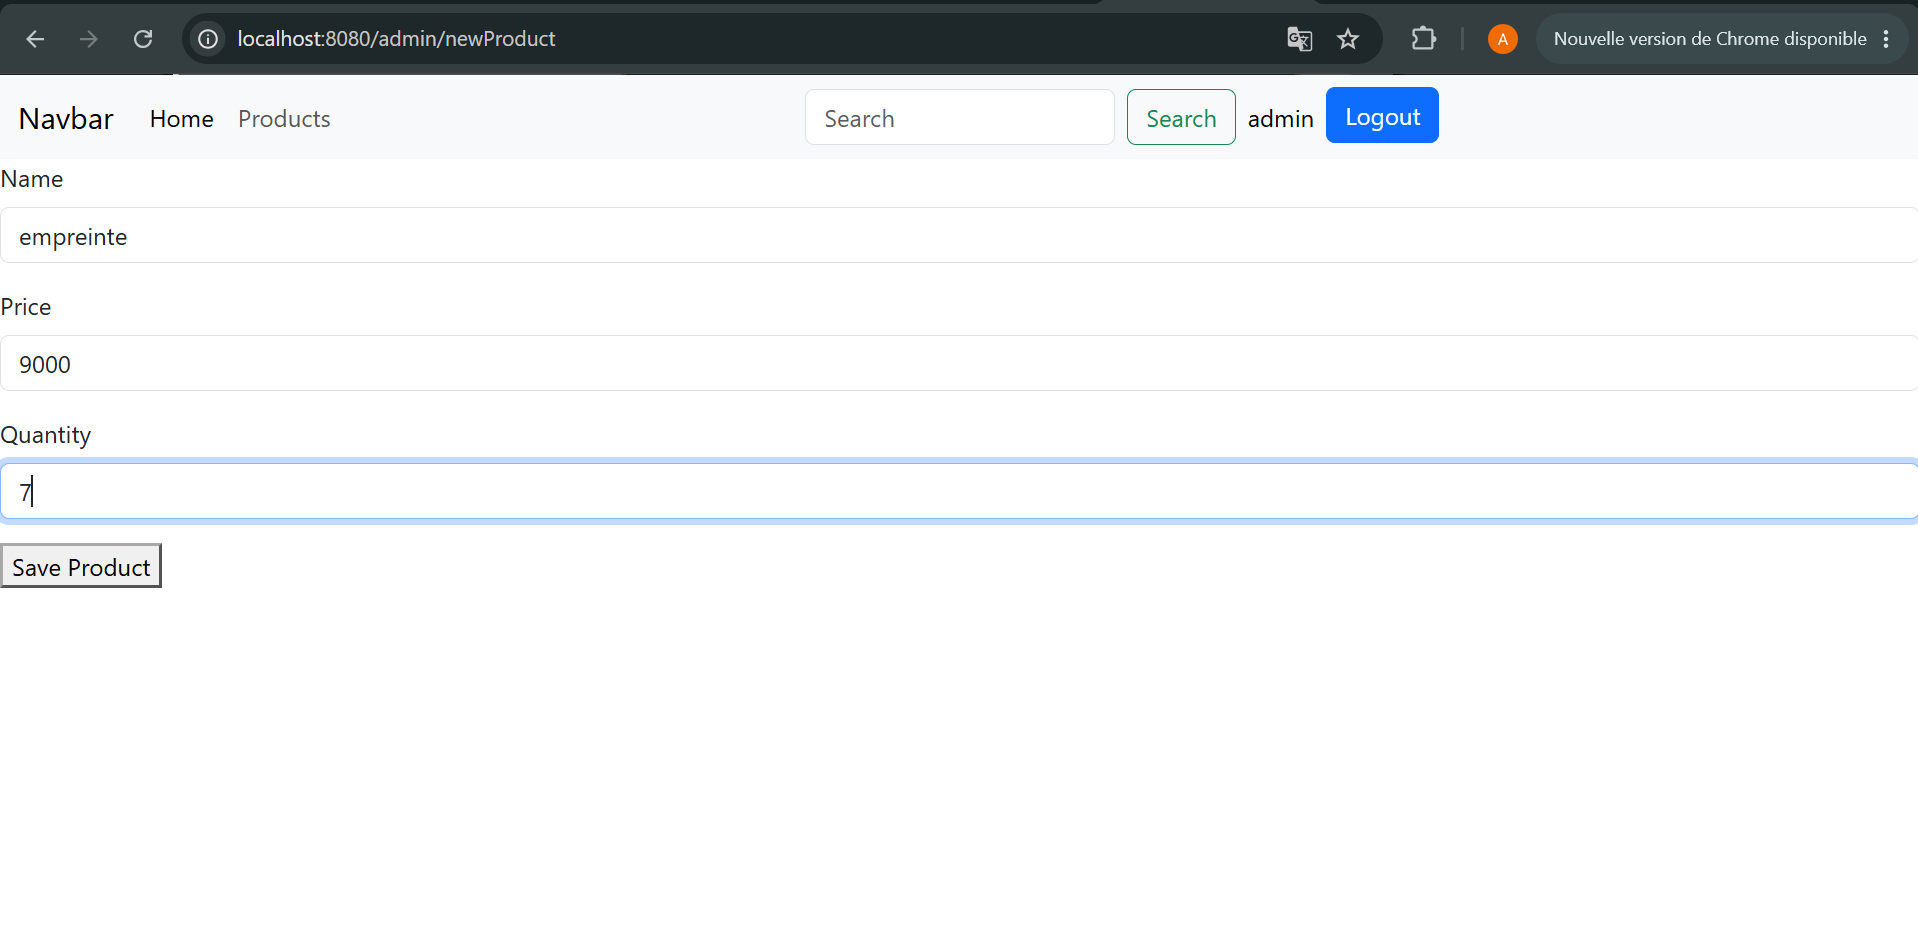 localhost:8080/admin/newProduct
A
Nouvelle version de Chrome disponible
Navbar Home Products Search Search admin Logout
Name
empreinte
Price
9000
Quantity
7
Save Product